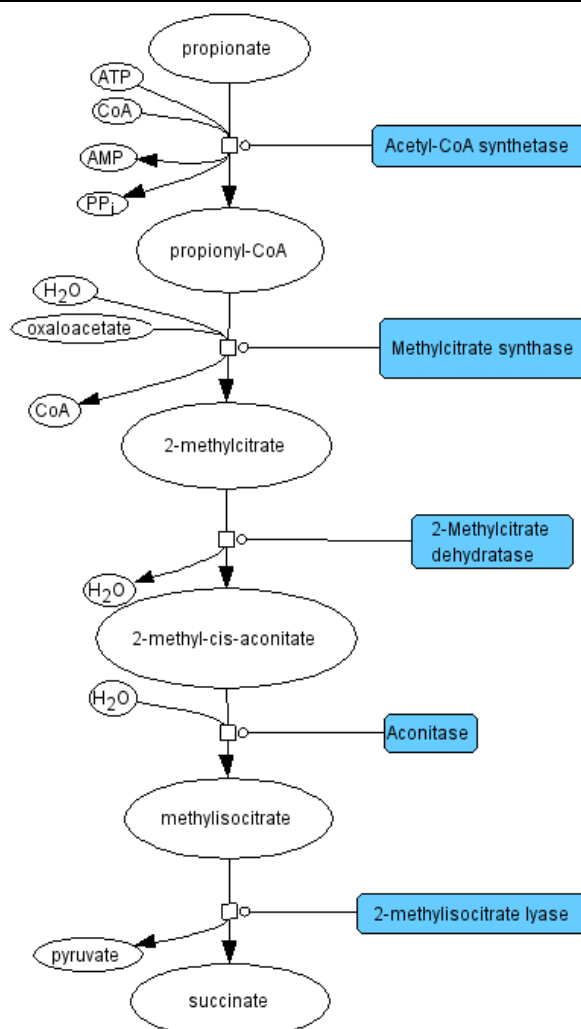 propionate
ATP
CoA
Acetyl-CoA synthetase
AMP
PPi
propionyl-CoA
H2O
oxaloacetate
Methylcitrate synthase
CoA
2-methylcitrate
2-Methylcitrate
dehydratase
H2O
2-methyl-cis-aconitate
H2O
Aconitase
methylisocitrate
2-methylisocitrate lyase
pyruvate
succinate